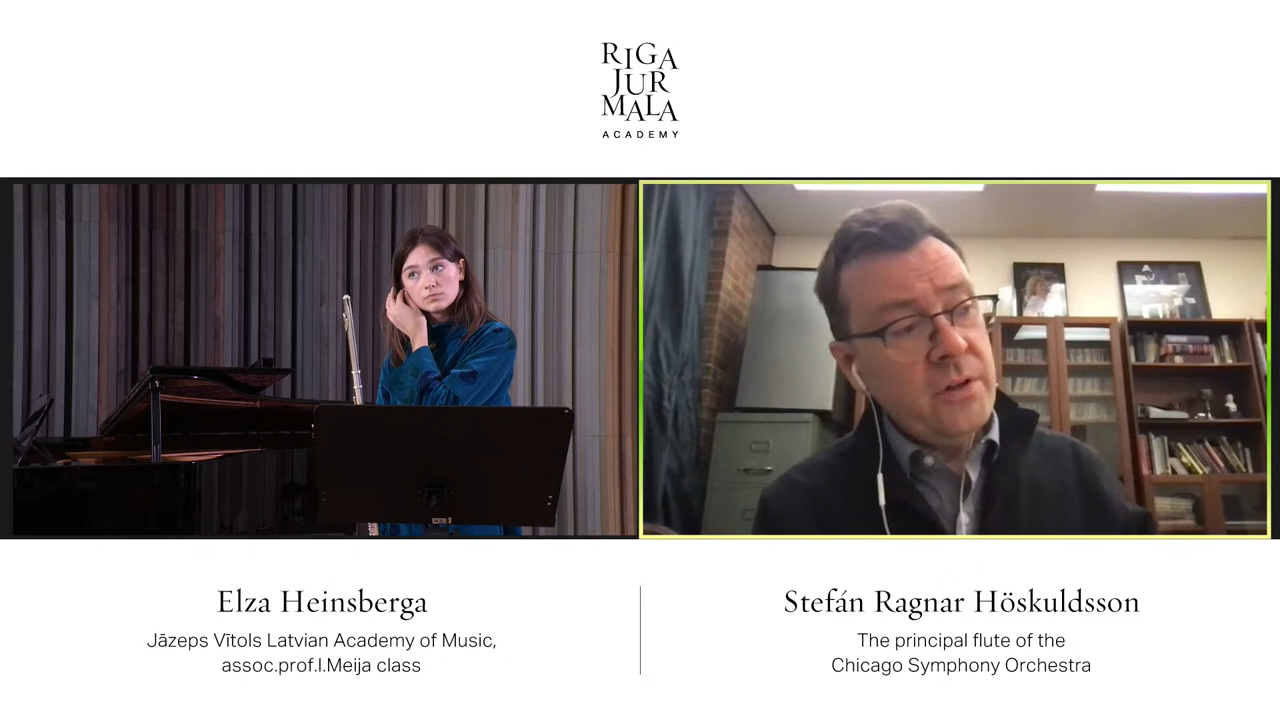 RIGA
JUR
MALA
ACADEMY
Elza Heinsberga
Jāzeps Vītols Latvian Academy of Music,
assoc.prof.I.Meija class
Stefán Ragnar Höskuldsson
The principal flute of the
Chicago Symphony Orchestra